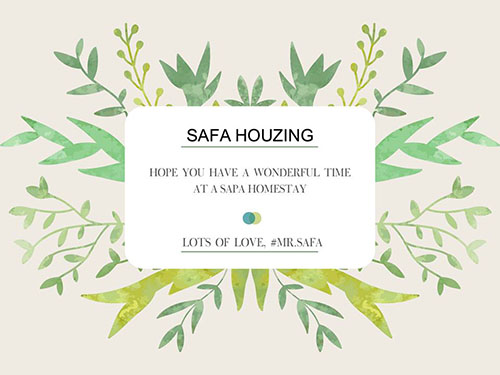 SAFA HOUZING
HOPE YOU HAVE A WONDERFUL TIME
AT A SAPA HOMESTAY
LOTS OF LOVE, #MR.SAFA